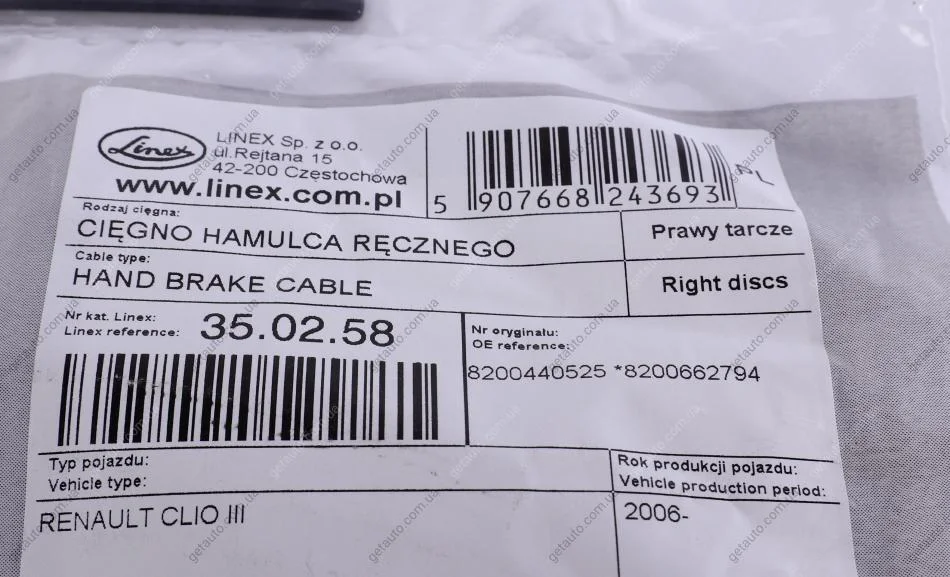 Linex
LINEX Sp. z o.o.
ul.Rejtana 15
42-200 Częstochowa
www.linex.com.pl
5 907668 243693
Rodzaj cięgna:
CIĘGNO HAMULCA RĘCZNEGO
Prawy tarcze
Cable type:
HAND BRAKE CABLE
Right discs
Nr kat. Linex:
Linex reference:
35.02.58
Nr oryginału:
OE reference:
8200440525 *8200662794
Typ pojazdu:
Vehicle type:
Rok produkcji pojazdu:
Vehicle production period:
RENAULT CLIO III
2006-
getauto.com.ua